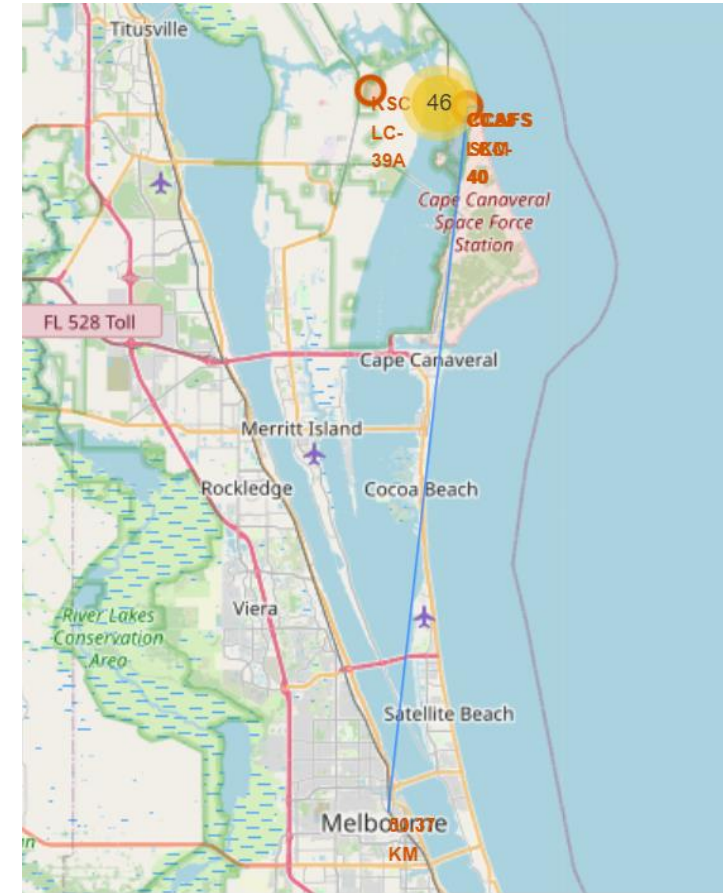 Titusville
KSC
LC-
39A
46
40
Cape Canaveral
Space Force
Station
FL 528 Toll
Cape Canaveral
Merritt Island
Rockledge
Cocoa Beach
Viera
River Lakes
Conservation
Area
Satellite Beach
Melbourne
KM